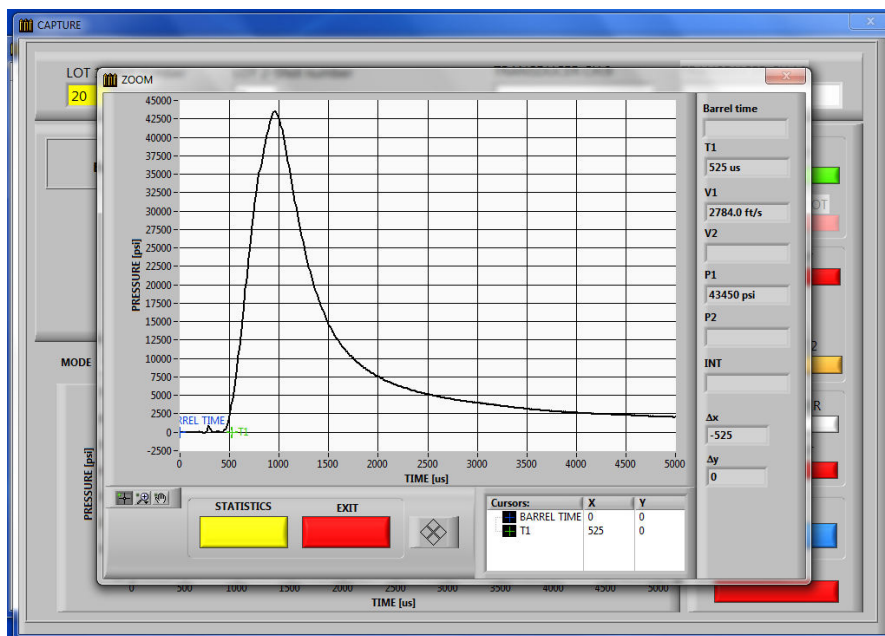 CAPTURE
LOT
20
ZOOM
45000
42500
40000
37500
35000
32500
30000
27500
25000
22500
20000
17500
15000
12500
10000
7500
5000
2500
0
-2500
PRESSURE [psi]
RREL TIME
T1
0 500 1000 1500 2000 2500 3000 3500 4000 4500 5000
TIME [us]
Barrel time
T1
525 us
V1
2784.0 ft/s
V2
P1
43450 psi
P2
INT
Δx
-525
Δy
0
STATISTICS
EXIT
Cursors: X Y
BARREL TIME 0 0
T1 525 0
MODE
PRESSURE [psi]
OT
2
R
0 500 1000 1500 2000 2500 3000 3500 4000 4500 5000
TIME [us]